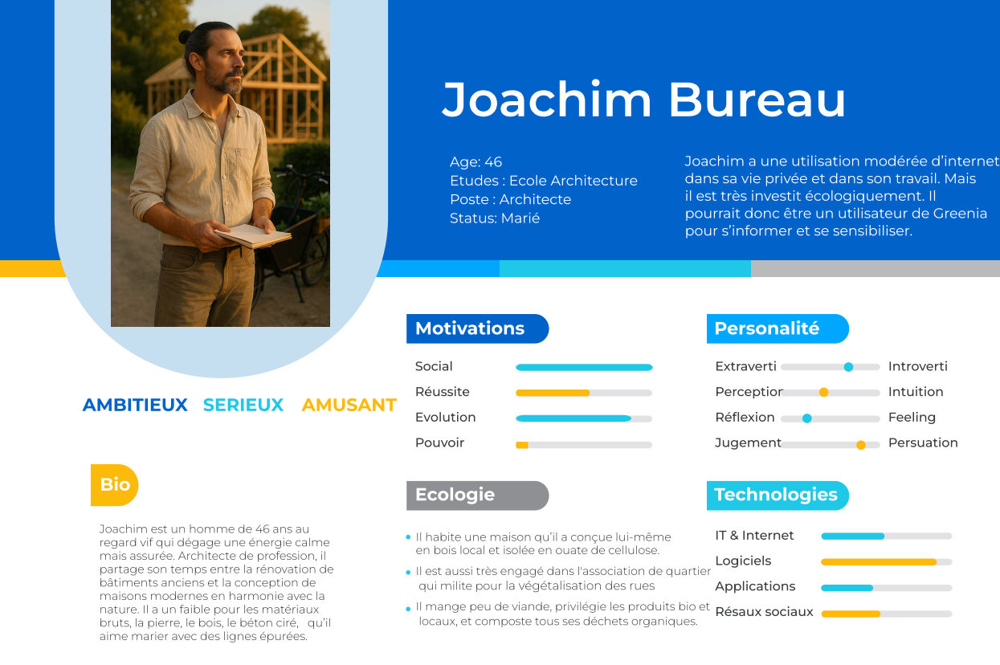 Joachim Bureau
Age: 46
Etudes : Ecole Architecture
Poste : Architecte
Status: Marié
Joachim a une utilisation modérée d'internet
dans sa vie privée et dans son travail. Mais
il est très investit écologiquement. Il
pourrait donc être un utilisateur de Greenia
pour s'informer et se sensibiliser.
AMBITIEUX SERIEUX AMUSANT
Bio
Joachim est un homme de 46 ans au
regard vif qui dégage une énergie calme
mais assurée. Architecte de profession, il
partage son temps entre la rénovation de
bâtiments anciens et la conception de
maisons modernes en harmonie avec la
nature. Il a un faible pour les matériaux
bruts, la pierre, le bois, le béton ciré, qu'il
aime marier avec des lignes épurées.
Motivations
Social
Réussite
Evolution
Pouvoir
Personalité
Extraverti Introverti
Perception Intuition
Réflexion Feeling
Jugement Persuation
Ecologie
Il habite une maison qu'il a conçue lui-même
en bois local et isolée en ouate de cellulose.
Il est aussi très engagé dans l'association de quartier
qui milite pour la végétalisation des rues
Il mange peu de viande, privilégie les produits bio et
locaux, et composte tous ses déchets organiques.
Technologies
IT & Internet
Logiciels
Applications
Résaux sociaux